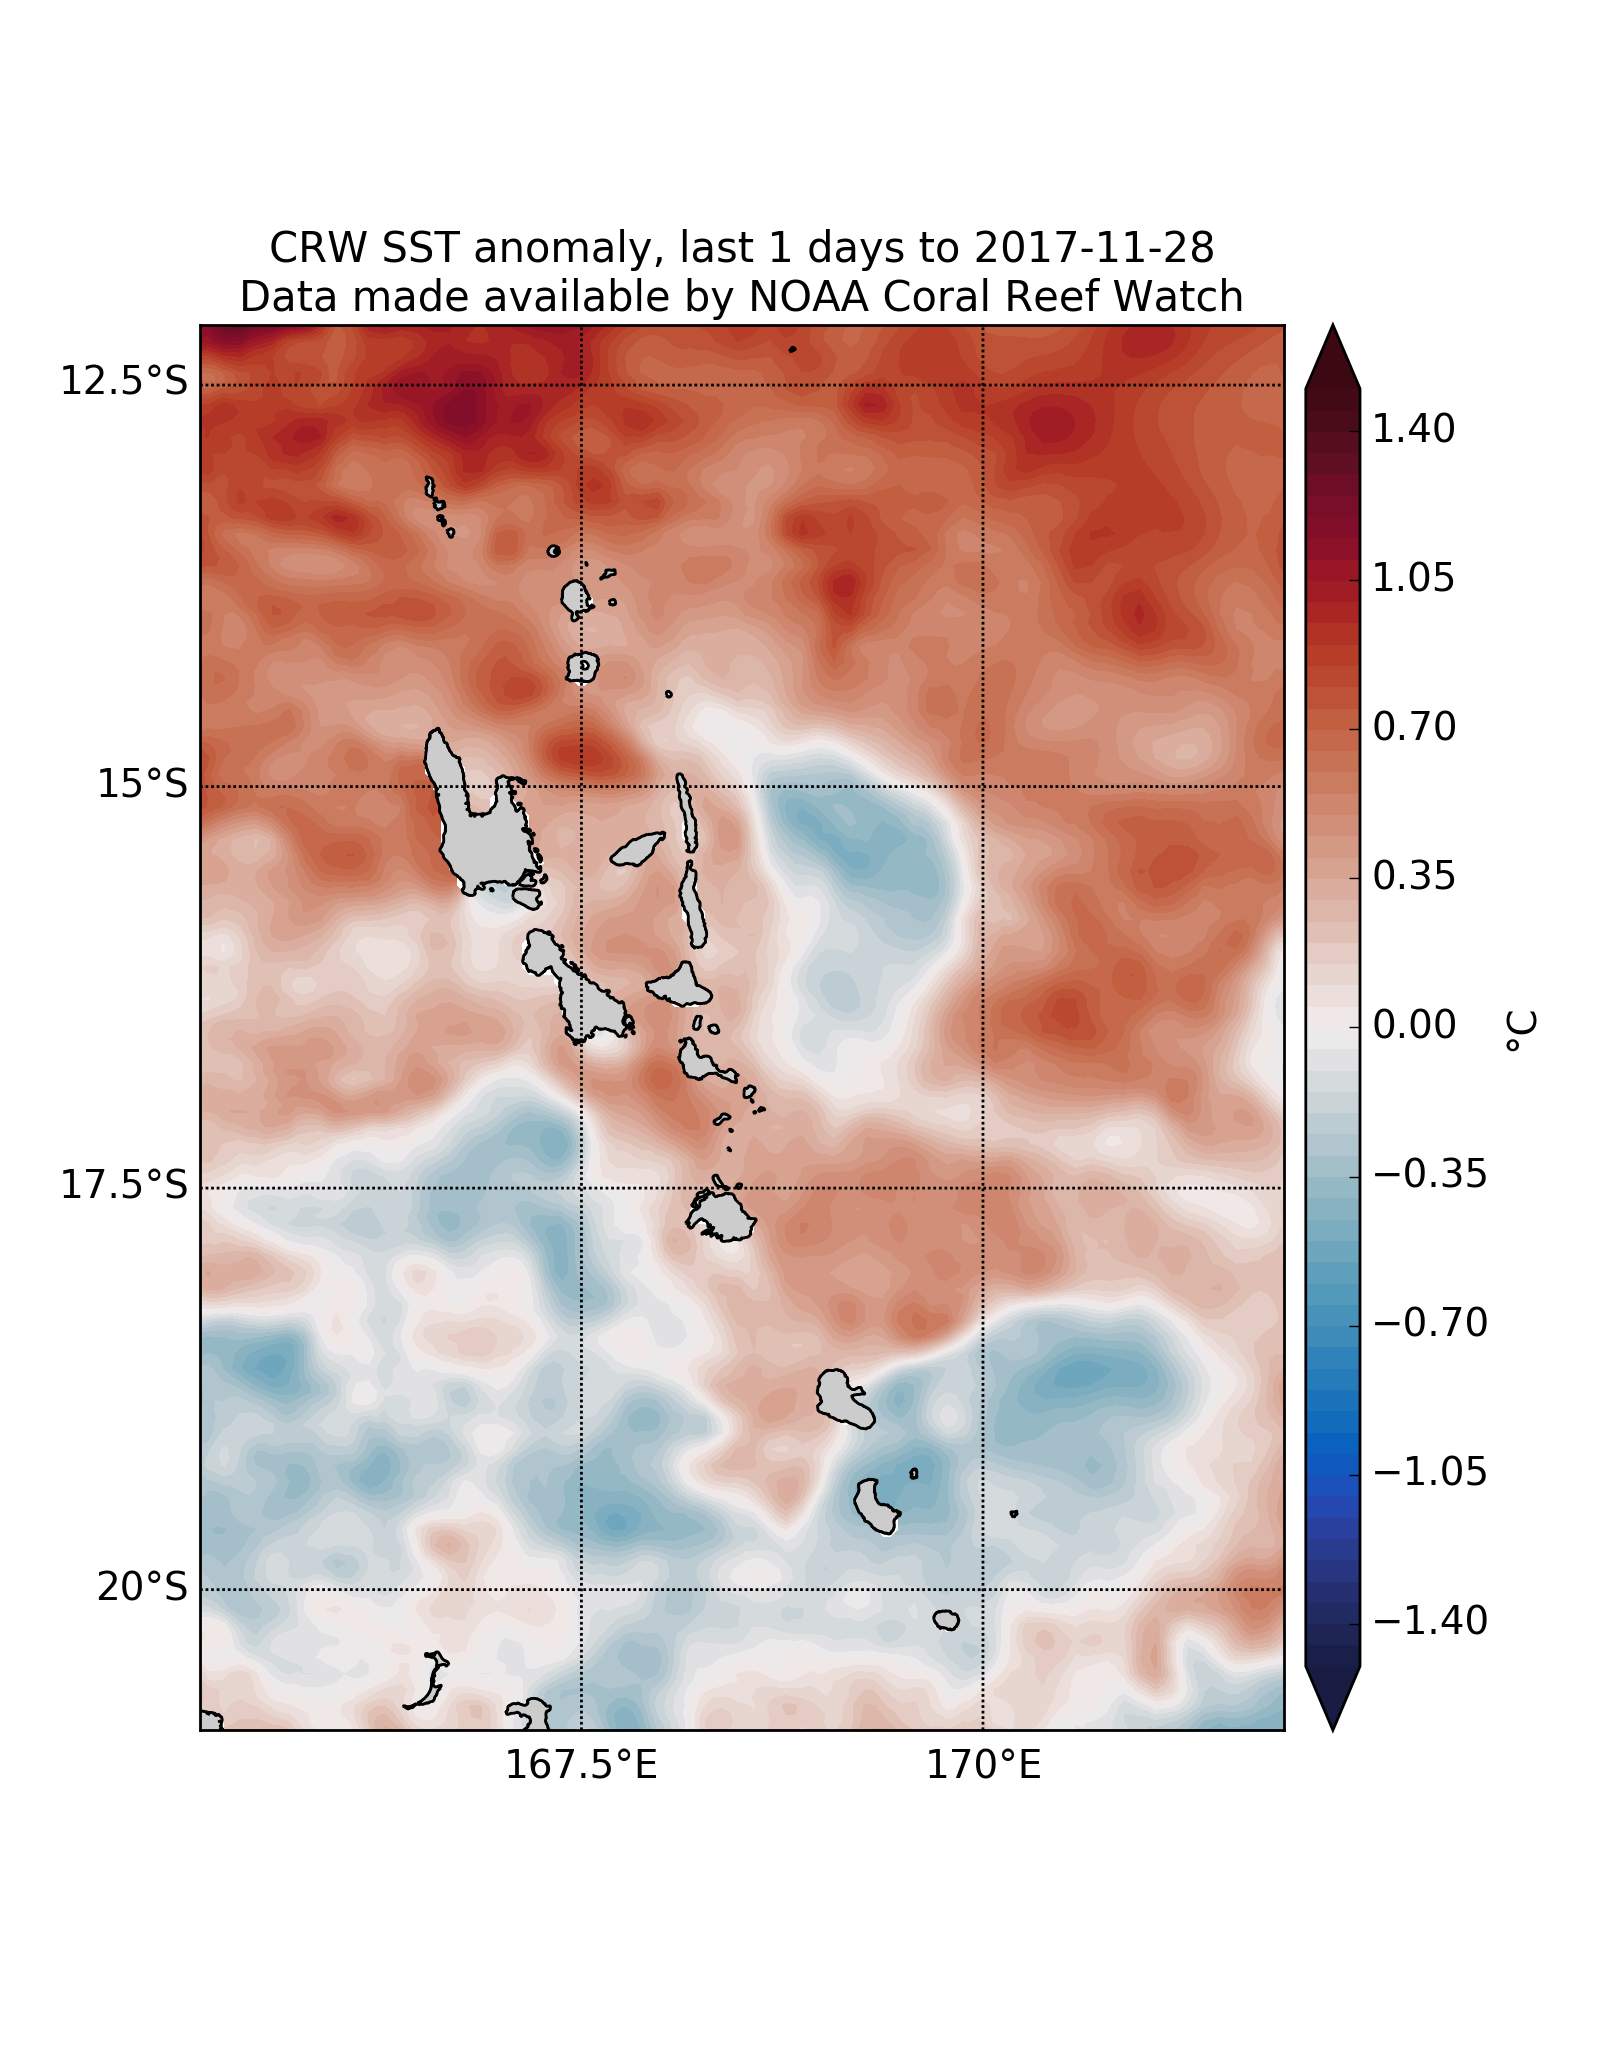 CRW SST anomaly, last 1 days to 2017-11-28
Data made available by NOAA Coral Reef Watch
12.5°S
15°S
17.5°S
20°S
167.5°E
170°E
1.40
1.05
0.70
0.35
0.00
−0.35
−0.70
−1.05
−1.40
°C